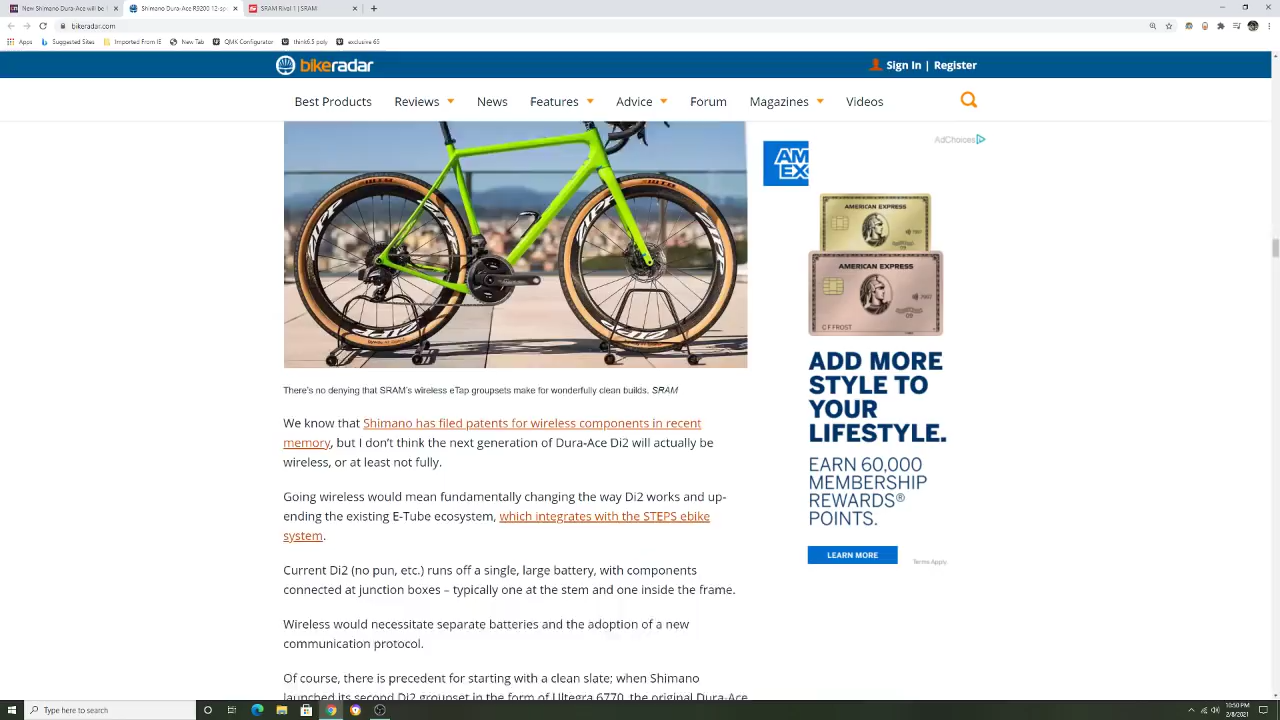 New Shimano Dura-Ace will be
Shimano Dura-Ace R9200 12-sp
SRAM Rival 1 | SRAM
bikeradar.com
Apps
Suggested Sites
Imported From IE
New Tab
QMK Configurator
think6.5 poly
exclusive 65
bikeradar
Sign In | Register
Best Products
Reviews
News
Features
Advice
Forum
Magazines
Videos
AdChoices
AM
EX
AMERICAN EXPRESS
AMERICAN EXPRESS
C F FROST
ADD MORE
STYLE TO
YOUR
LIFESTYLE.
EARN 60,000
MEMBERSHIP
REWARDS®
POINTS.
LEARN MORE
Terms Apply.
There's no denying that SRAM's wireless eTap groupsets make for wonderfully clean builds. SRAM
We know that Shimano has filed patents for wireless components in recent
memory, but I don't think the next generation of Dura-Ace Di2 will actually be
wireless, or at least not fully.
Going wireless would mean fundamentally changing the way Di2 works and up-
ending the existing E-Tube ecosystem, which integrates with the STEPS ebike
system.
Current Di2 (no pun, etc.) runs off a single, large battery, with components
connected at junction boxes – typically one at the stem and one inside the frame.
Wireless would necessitate separate batteries and the adoption of a new
communication protocol.
Of course, there is precedent for starting with a clean slate; when Shimano
launched its second Di2 groupset in the form of Ultegra 6770, the original Dura-Ace
Type here to search
10:50 PM
2/8/2021